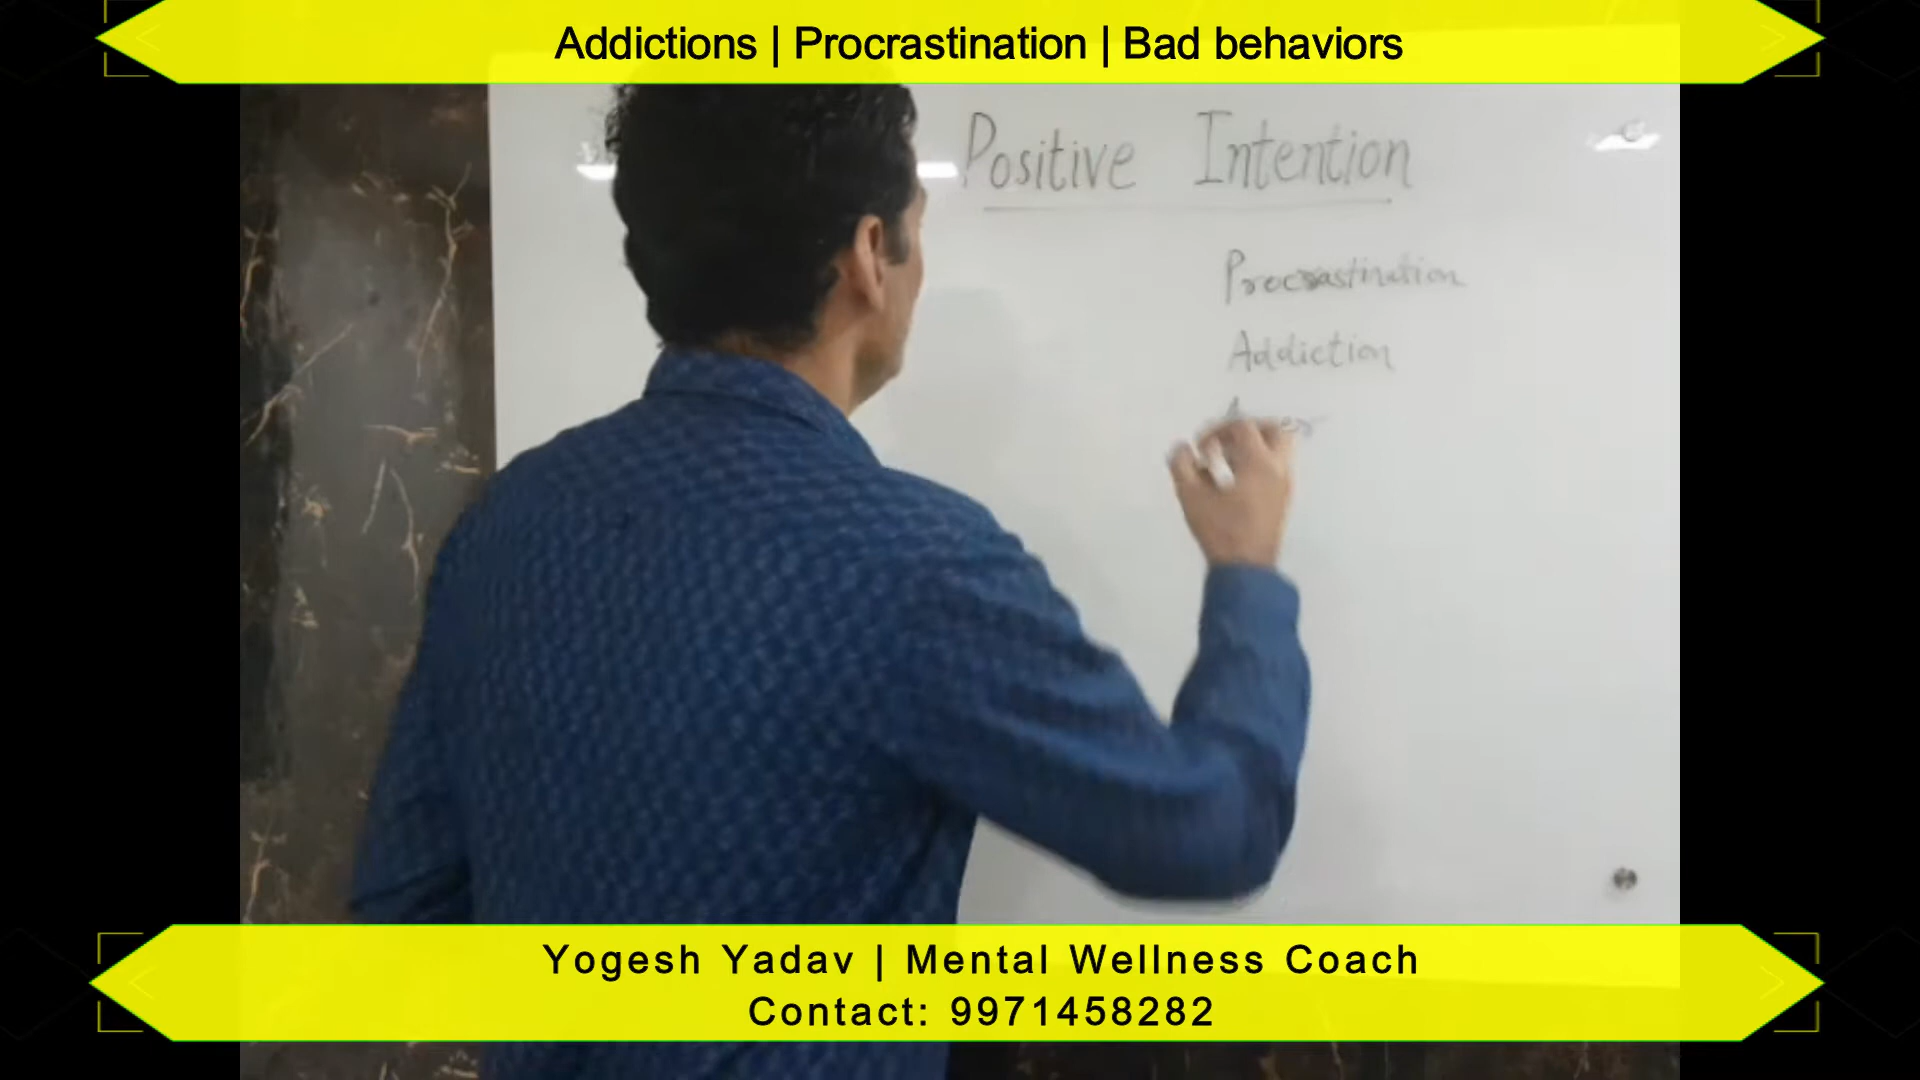 Addictions | Procrastination | Bad behaviors
Positive Intention
Procrastination
Addiction
Yogesh Yadav | Mental Wellness Coach
Contact: 9971458282